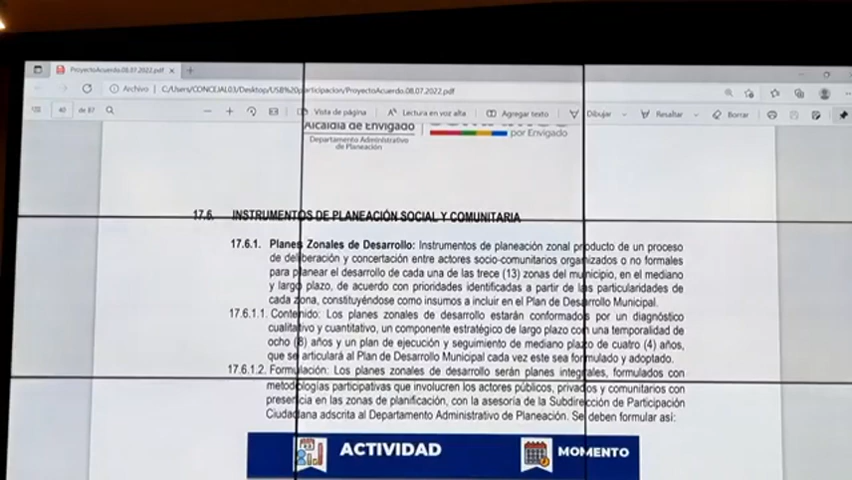 ProyectoAcuerdo.08.07.2022.pdf
Archivo | C:/Users/CONCEJAL03/Desktop/USB%20participacion/ProyectoAcuerdo.08.07.2022.pdf
40 de 87 Vista de página Lectura en voz alta Agregar texto Dibujar Resaltar Borrar
Alcaldía de Envigado
Departamento Administrativo
de Planeación
por Envigado
17.6. INSTRUMENTOS DE PLANEACIÓN SOCIAL Y COMUNITARIA
17.6.1. Planes Zonales de Desarrollo: Instrumentos de planeación zonal producto de un proceso
de deliberación y concertación entre actores socio-comunitarios organizados o no formales
para planear el desarrollo de cada una de las trece (13) zonas del municipio, en el mediano
y largo plazo, de acuerdo con prioridades identificadas a partir de las particularidades de
cada zona, constituyéndose como insumos a incluir en el Plan de Desarrollo Municipal.
17.6.1.1. Contenido: Los planes zonales de desarrollo estarán conformados por un diagnóstico
cualitativo y cuantitativo, un componente estratégico de largo plazo con una temporalidad de
ocho (8) años y un plan de ejecución y seguimiento de mediano plazo de cuatro (4) años,
que se articulará al Plan de Desarrollo Municipal cada vez este sea formulado y adoptado.
17.6.1.2. Formulación: Los planes zonales de desarrollo serán planes integrales, formulados con
metodologías participativas que involucren los actores públicos, privados y comunitarios con
presencia en las zonas de planificación, con la asesoría de la Subdirección de Participación
Ciudadana adscrita al Departamento Administrativo de Planeación. Se deben formular así:
ACTIVIDAD MOMENTO